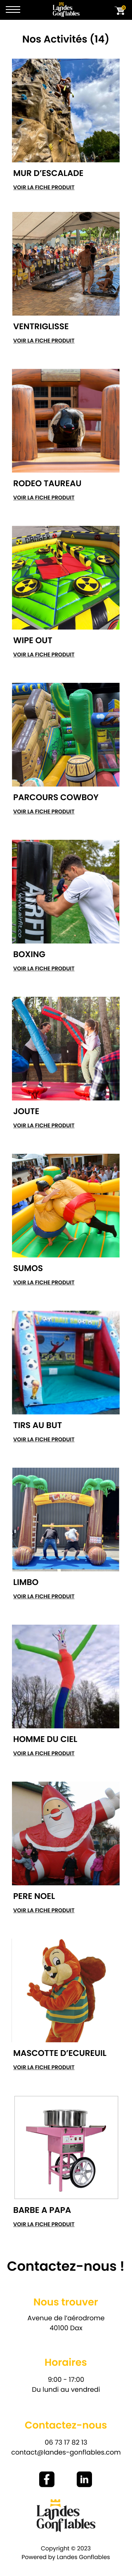 Landes
Gonflables
Nos Activités (14)
MUR D'ESCALADE
VOIR LA FICHE PRODUIT
VENTRIGLISSE
VOIR LA FICHE PRODUIT
RODEO TAUREAU
VOIR LA FICHE PRODUIT
WIPE OUT
VOIR LA FICHE PRODUIT
PARCOURS COWBOY
VOIR LA FICHE PRODUIT
BOXING
VOIR LA FICHE PRODUIT
JOUTE
VOIR LA FICHE PRODUIT
SUMOS
VOIR LA FICHE PRODUIT
TIRS AU BUT
VOIR LA FICHE PRODUIT
LIMBO
VOIR LA FICHE PRODUIT
HOMME DU CIEL
VOIR LA FICHE PRODUIT
PERE NOEL
VOIR LA FICHE PRODUIT
MASCOTTE D'ECUREUIL
VOIR LA FICHE PRODUIT
BARBE A PAPA
VOIR LA FICHE PRODUIT
Contactez-nous !
Nous trouver
Avenue de l'aérodrome
40100 Dax
Horaires
9:00 - 17:00
Du lundi au vendredi
Contactez-nous
06 73 17 82 13
contact@landes-gonflables.com
Landes
Gonflables
Copyright © 2023
Powered by Landes Gonflables